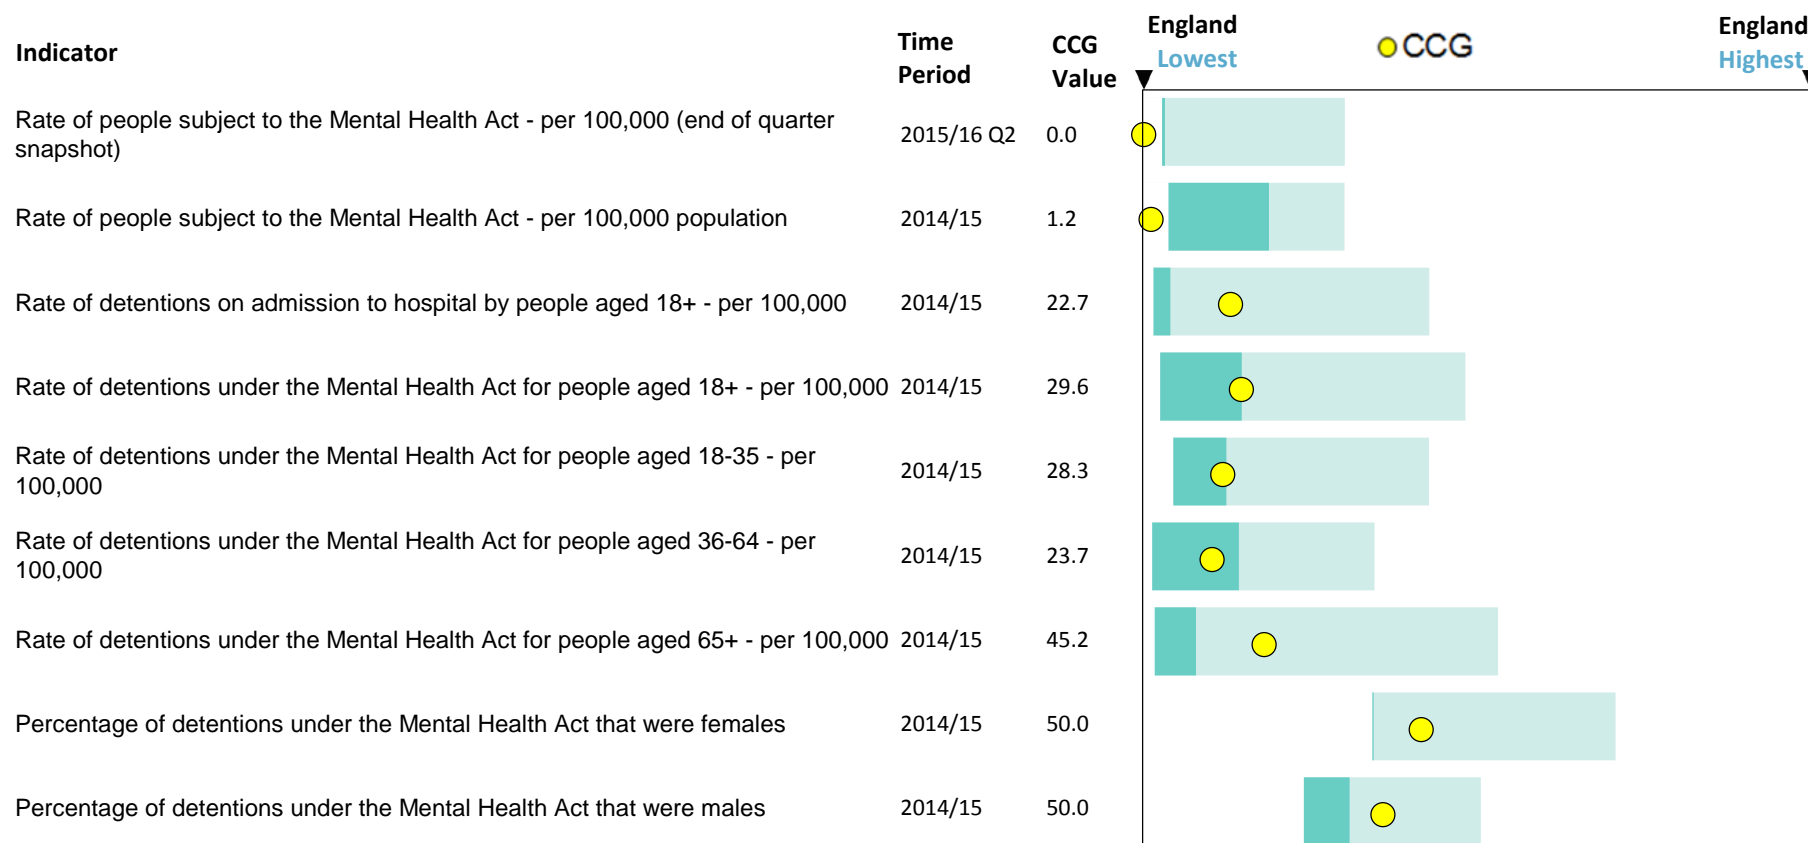 Indicator
Time
Period
CCG
Value
England
Lowest
CCG
England
Highest
Rate of people subject to the Mental Health Act - per 100,000 (end of quarter
snapshot)
2015/16 Q2
0.0
Rate of people subject to the Mental Health Act - per 100,000 population
2014/15
1.2
Rate of detentions on admission to hospital by people aged 18+ - per 100,000
2014/15
22.7
Rate of detentions under the Mental Health Act for people aged 18+ - per 100,000
2014/15
29.6
Rate of detentions under the Mental Health Act for people aged 18-35 - per
100,000
2014/15
28.3
Rate of detentions under the Mental Health Act for people aged 36-64 - per
100,000
2014/15
23.7
Rate of detentions under the Mental Health Act for people aged 65+ - per 100,000
2014/15
45.2
Percentage of detentions under the Mental Health Act that were females
2014/15
50.0
Percentage of detentions under the Mental Health Act that were males
2014/15
50.0